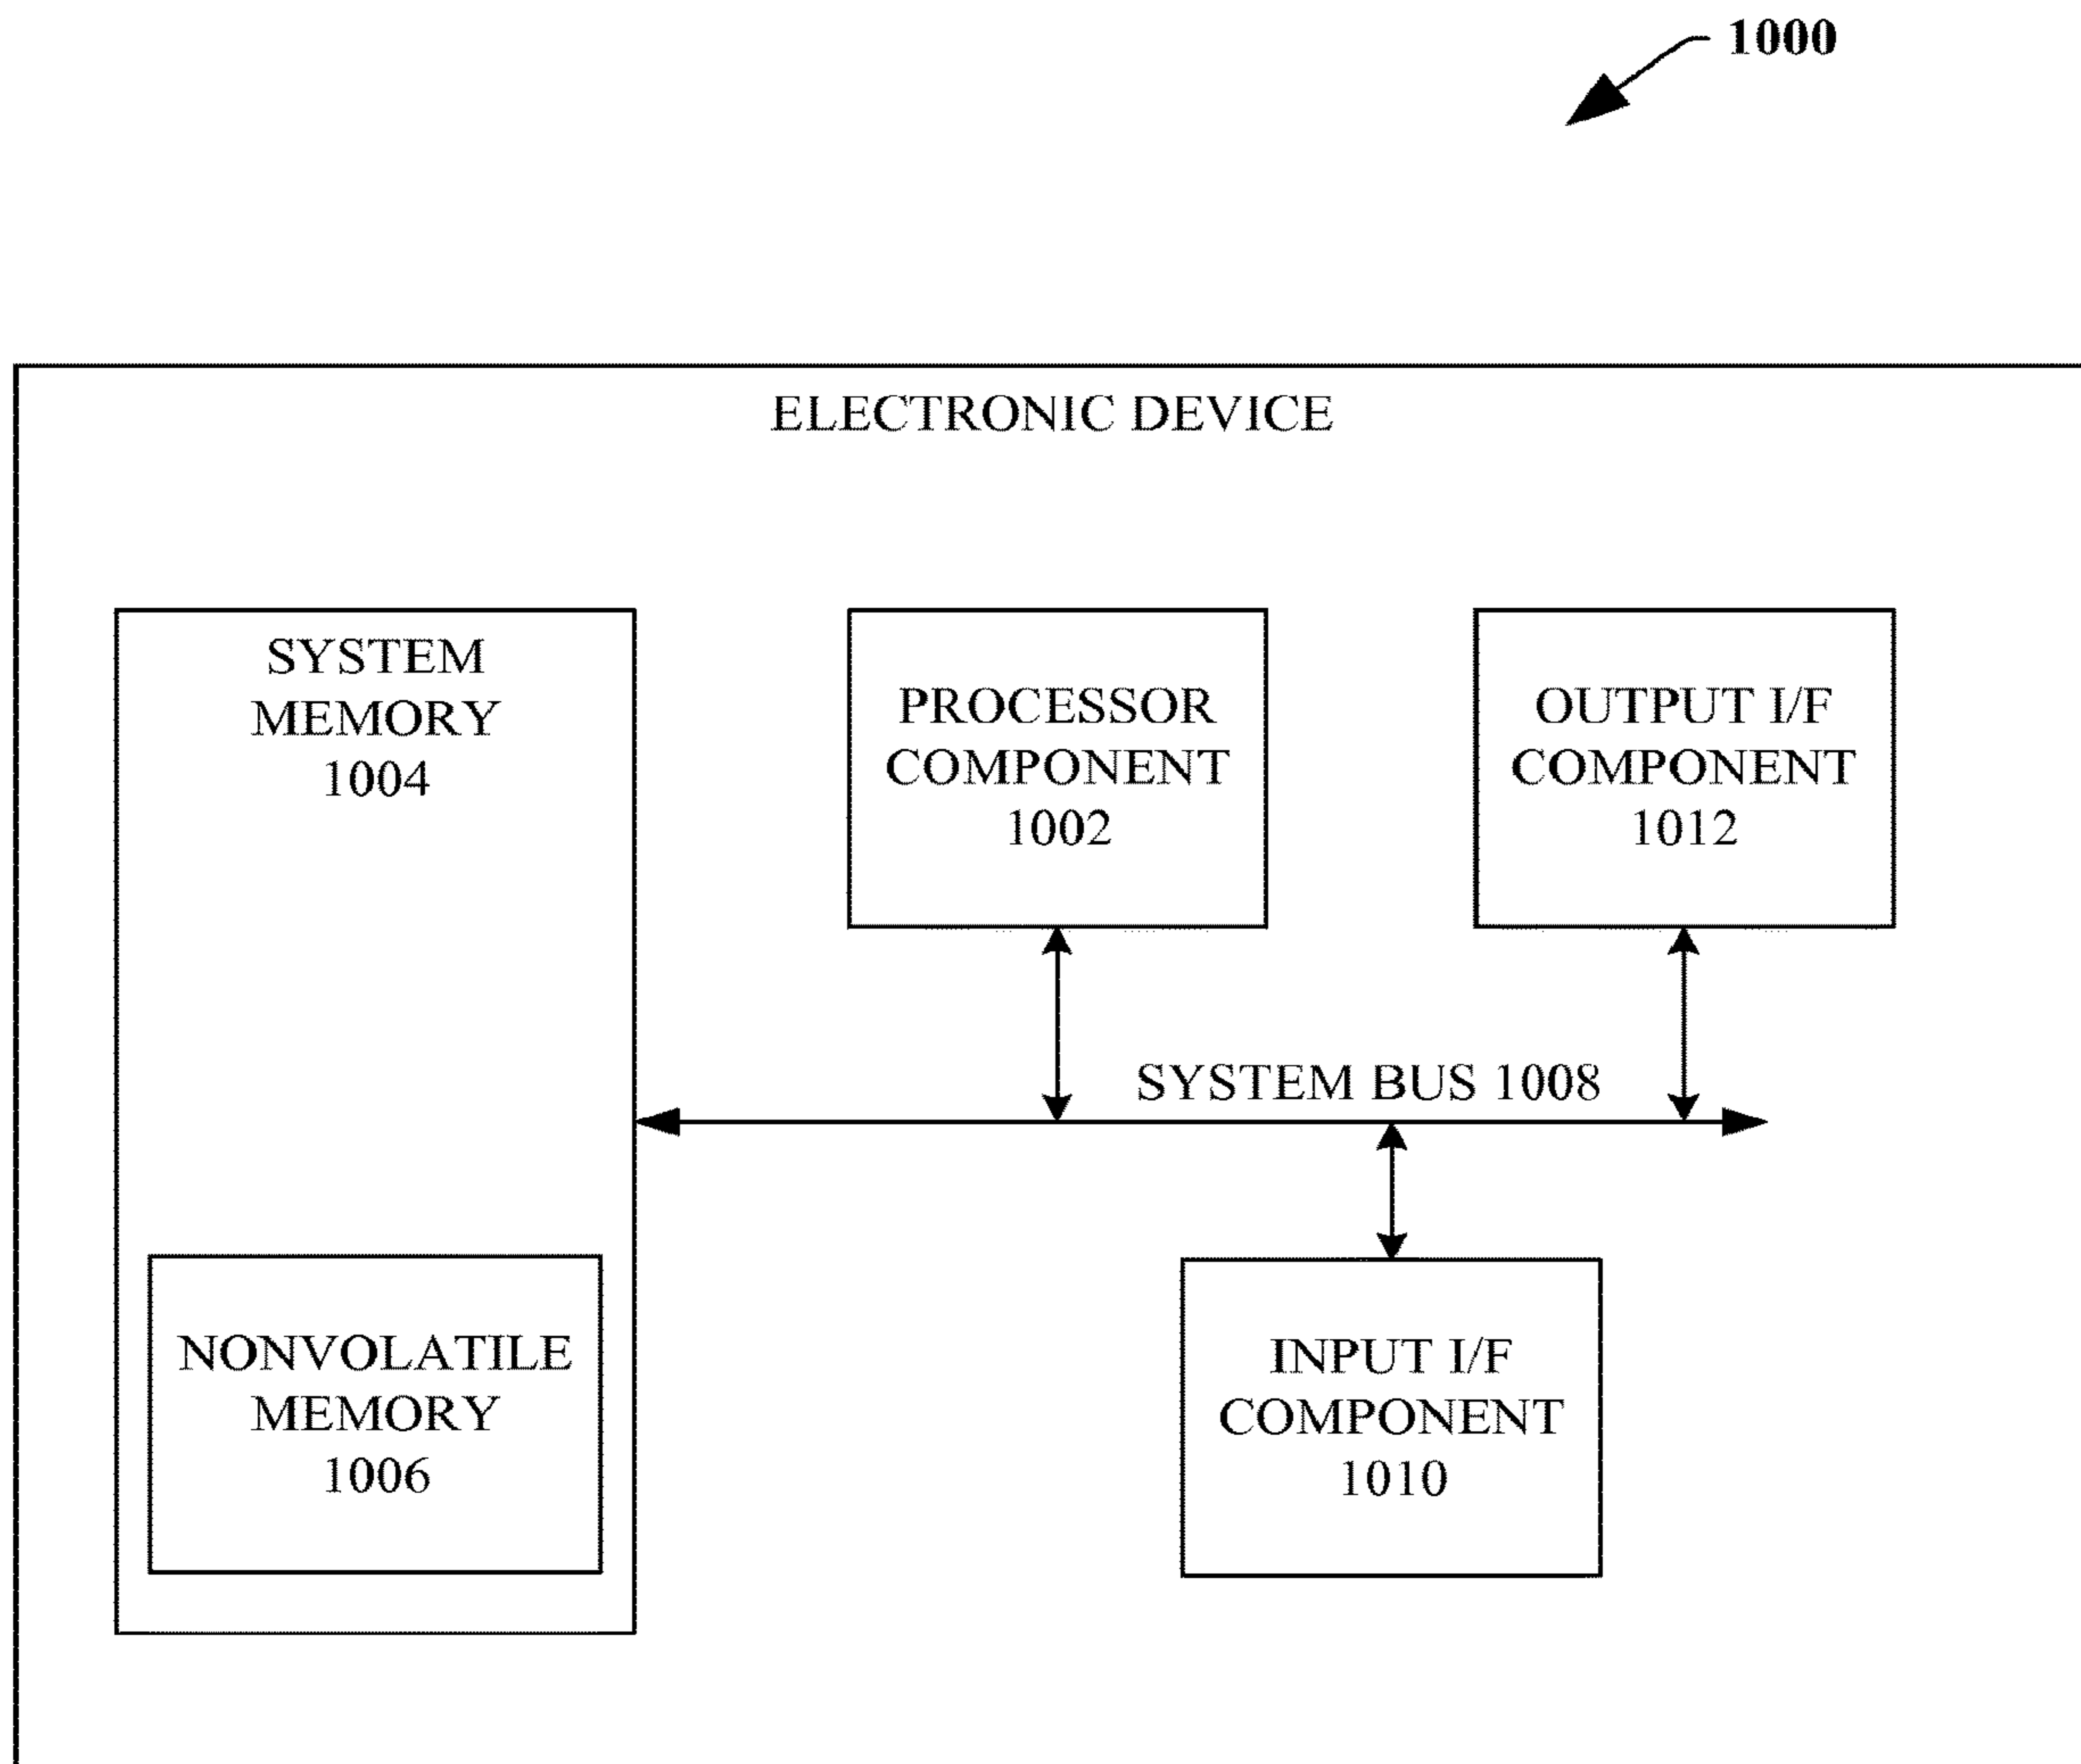 1000
ELECTRONIC DEVICE
SYSTEM
MEMORY
1004
PROCESSOR
COMPONENT
1002
OUTPUT I/F
COMPONENT
1012
SYSTEM BUS 1008
NONVOLATILE
MEMORY
1006
INPUT I/F
COMPONENT
1010